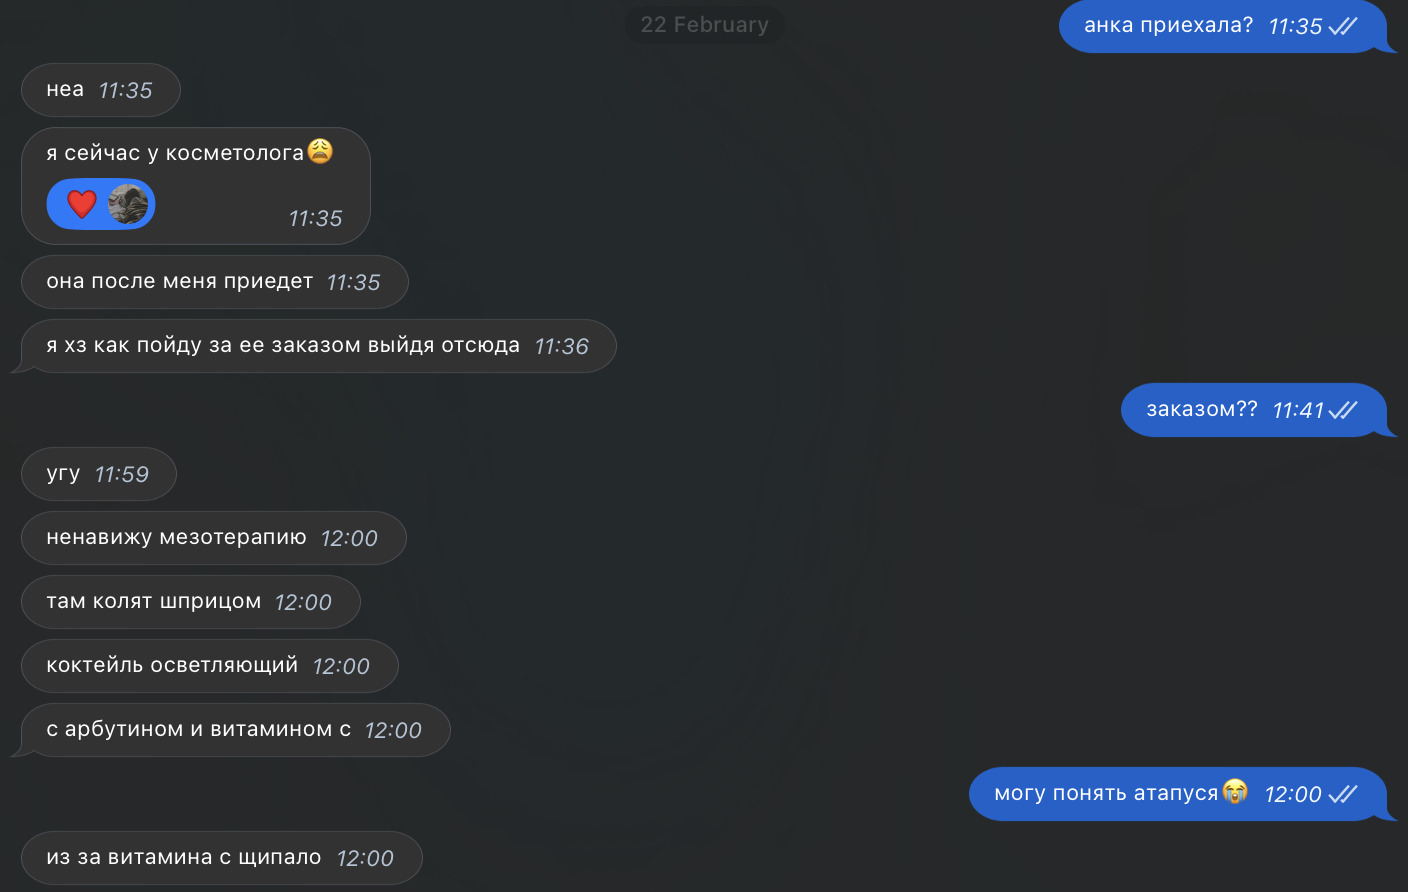 22 February
анка приехала? 11:35
неа 11:35
я сейчас у косметолога😩
❤️ 11:35
она после меня приедет 11:35
я хз как пойду за ее заказом выйдя отсюда 11:36
заказом?? 11:41
угу 11:59
ненавижу мезотерапию 12:00
там колят шприцом 12:00
коктейль осветляющий 12:00
с арбутином и витамином с 12:00
могу понять атапуся😭 12:00
из за витамина с щипало 12:00